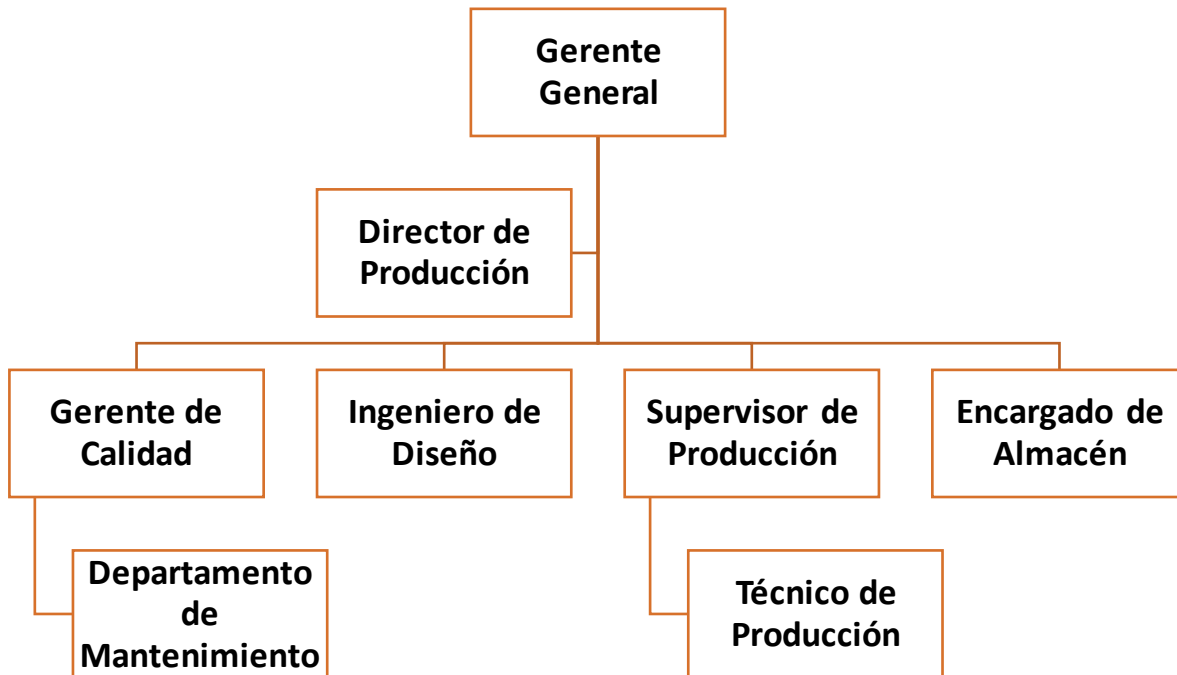 Gerente
General
Director de
Producción
Gerente de
Calidad
Ingeniero de
Diseño
Supervisor de
Producción
Encargado de
Almacén
Departamento
de
Mantenimiento
Técnico de
Producción